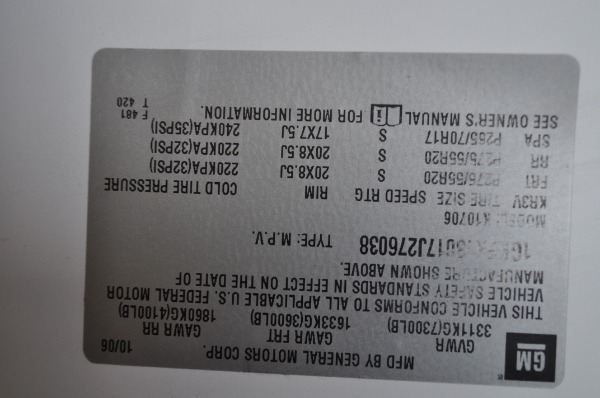 GM
MFD BY GENERAL MOTORS CORP. 10/06
GVWR GAWR FRT GAWR RR
3311KG(7300LB) 1633KG(3600LB) 1860KG(4100LB)
THIS VEHICLE CONFORMS TO ALL APPLICABLE U.S. FEDERAL MOTOR
VEHICLE SAFETY STANDARDS IN EFFECT ON THE DATE OF
MANUFACTURE SHOWN ABOVE.
TYPE: M.P.V.
MODEL: K10706
KR3V TIRE SIZE SPEED RTG RIM COLD TIRE PRESSURE
FRT P275/55R20 S 20X8.5J 220KPA(32PSI)
RR P275/55R20 S 20X8.5J 220KPA(32PSI)
SPA P265/70R17 S 17X7.5J 240KPA(35PSI)
SEE OWNER'S MANUAL FOR MORE INFORMATION.
F 481
T 420